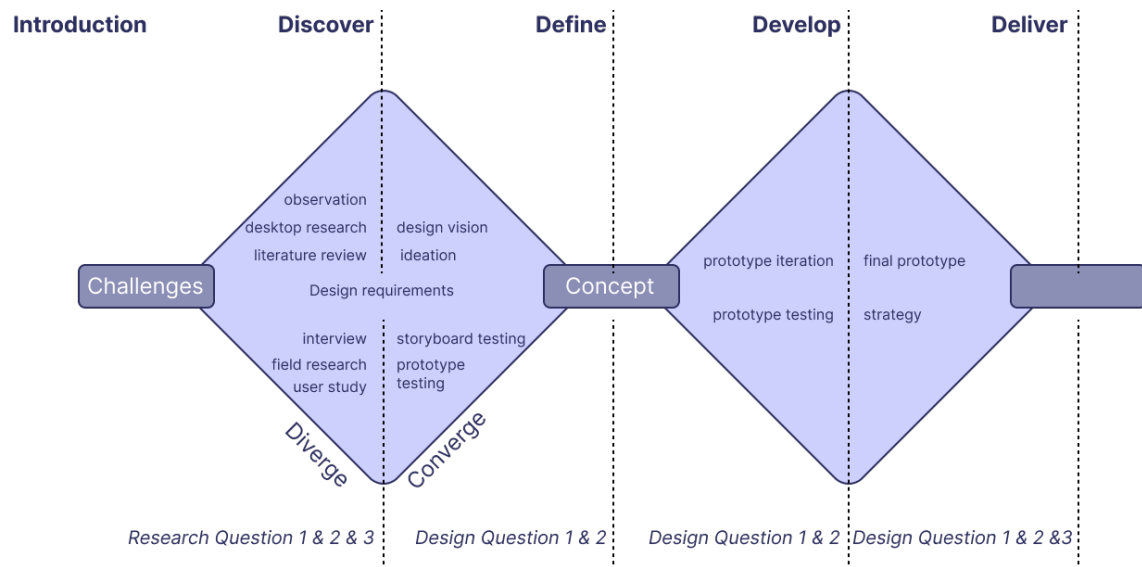 Introduction
Discover
Define
Develop
Deliver
observation
desktop research
literature review
design vision
ideation
Design requirements
interview
field research
user study
storyboard testing
prototype
testing
Diverge
Converge
Challenges
Concept
prototype iteration
prototype testing
final prototype
strategy
Research Question 1 & 2 & 3
Design Question 1 & 2
Design Question 1 & 2
Design Question 1 & 2 &3